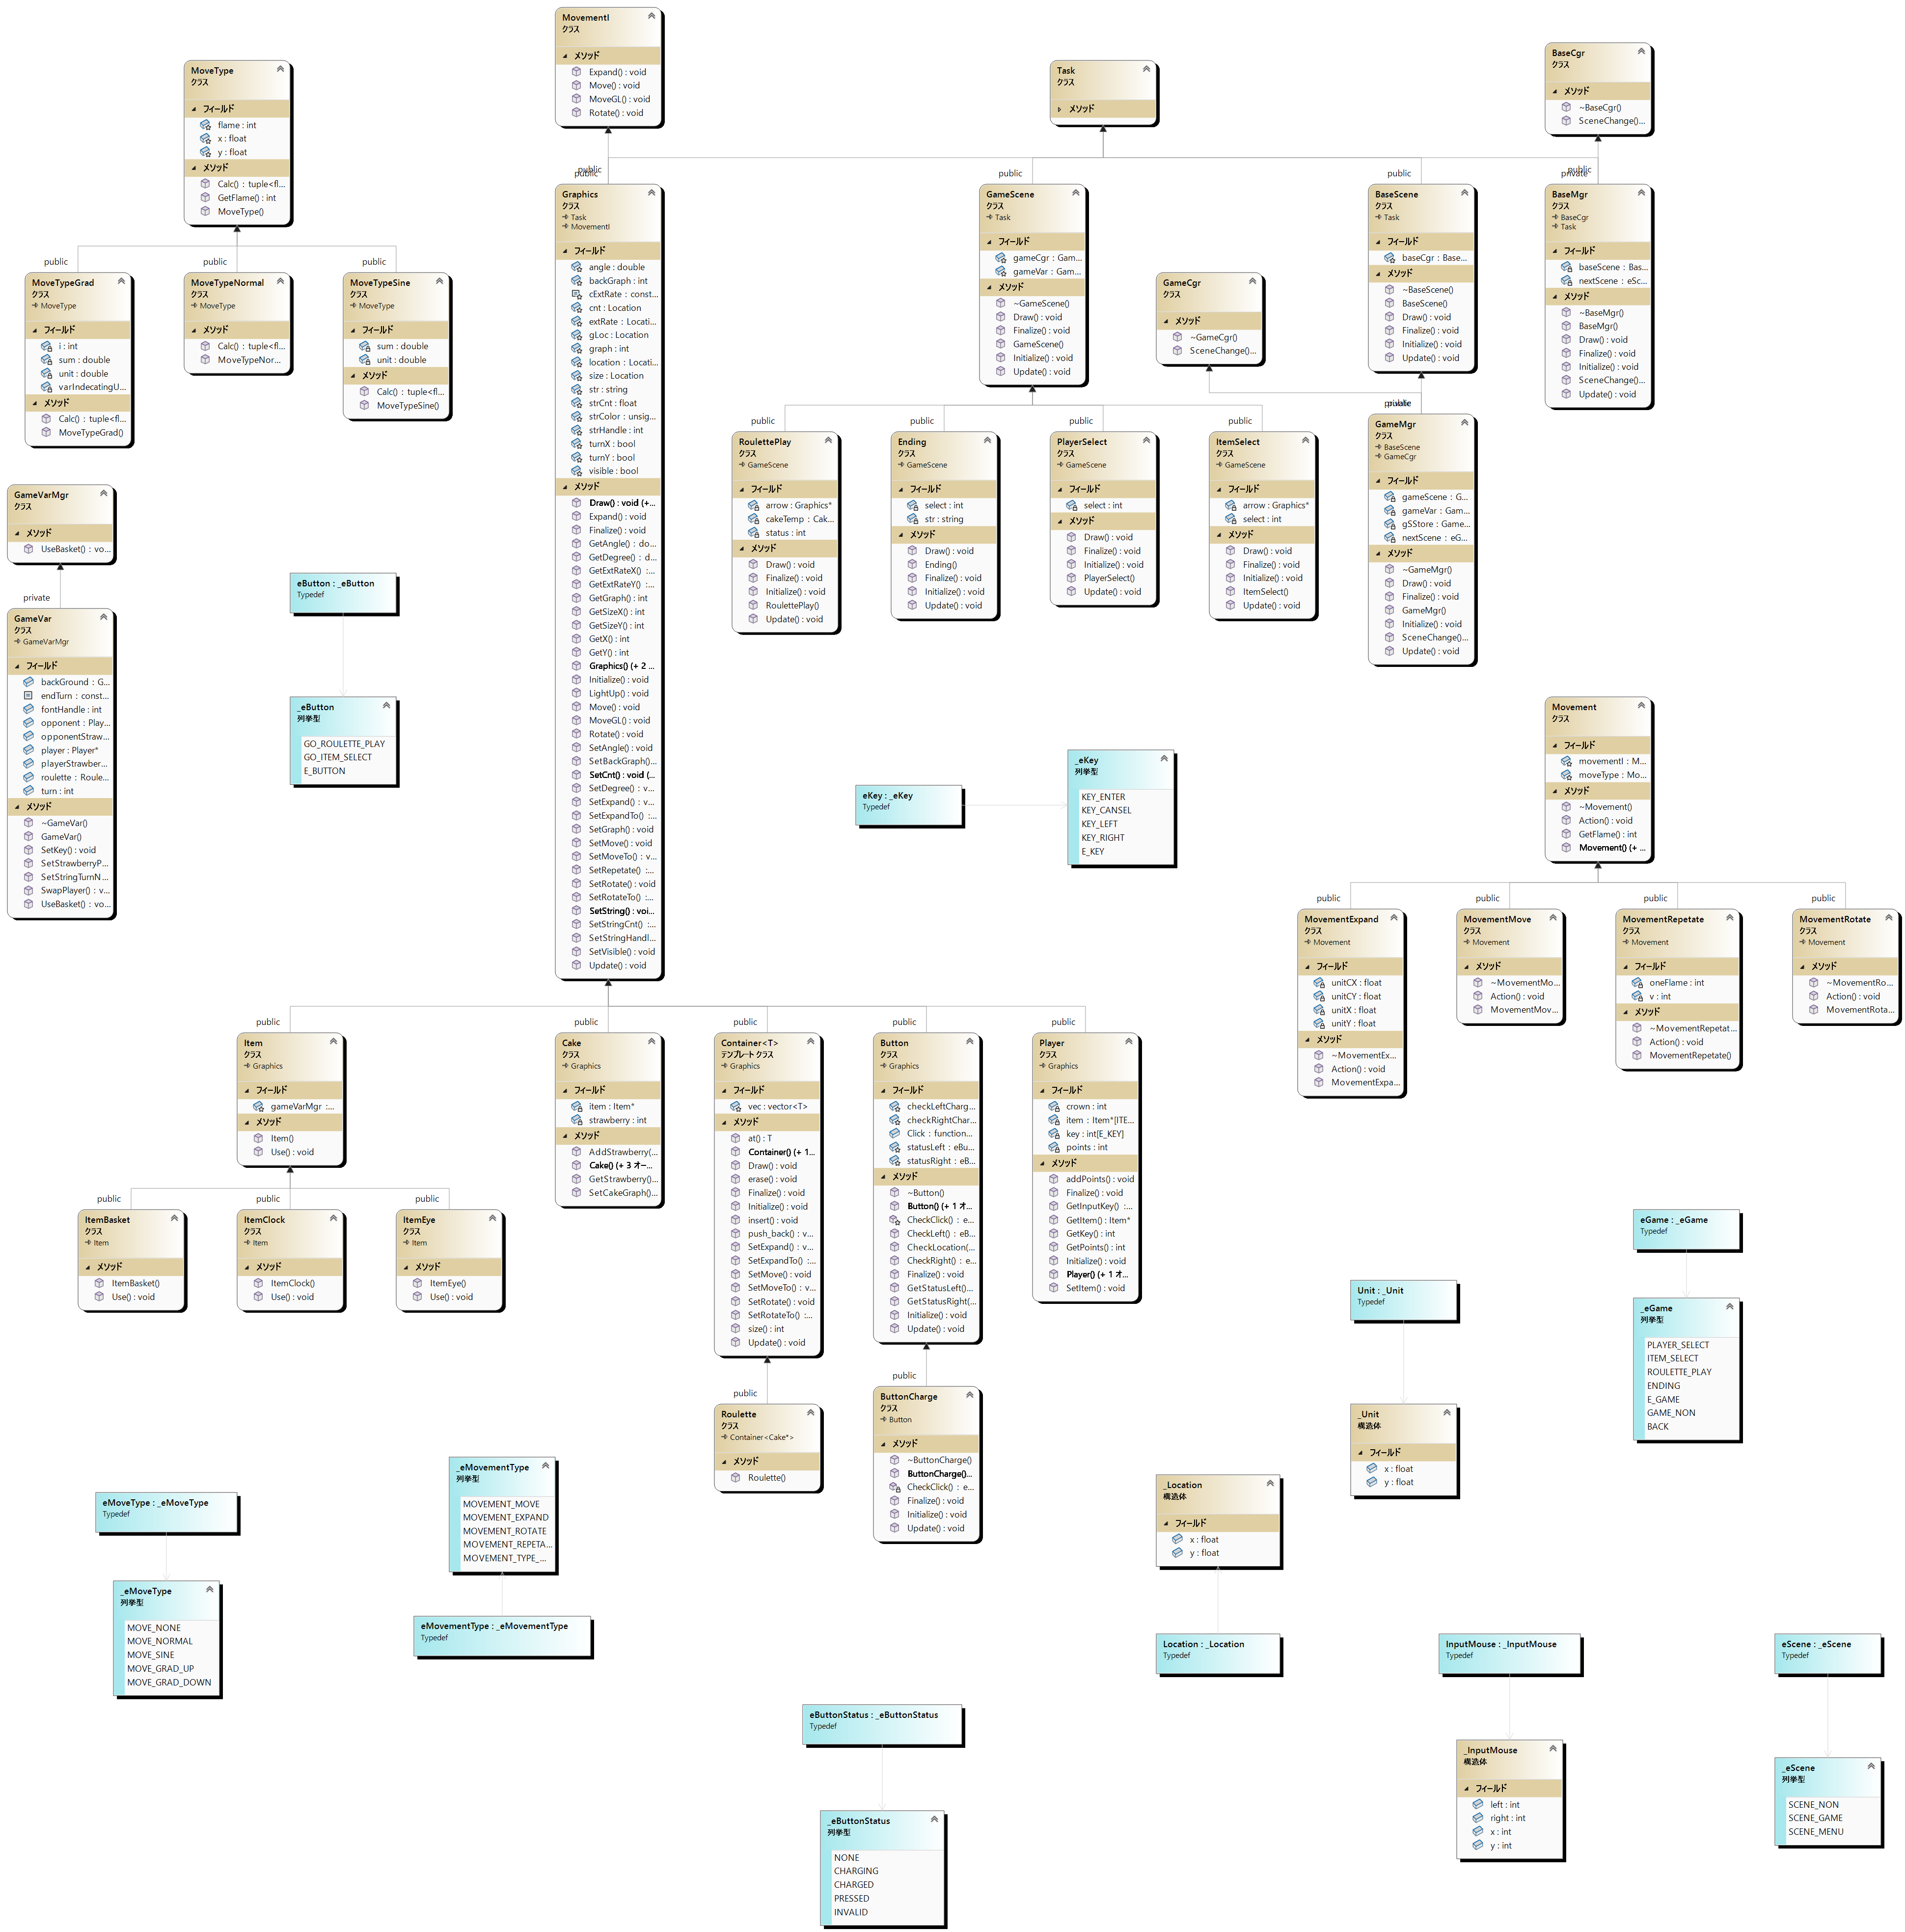 MovementI
クラス
メソッド
Expand() : void
Move() : void
MoveGL() : void
Rotate() : void
MoveType
クラス
フィールド
flame : int
x : float
y : float
メソッド
Calc() : tuple<fl...
GetFlame() : int
MoveType()
Task
クラス
メソッド
BaseCgr
クラス
メソッド
~BaseCgr()
SceneChange()...
public
public
public
public
public
private
public
public
public
MoveTypeGrad
クラス
MoveType
フィールド
i : int
sum : double
unit : double
varIndecatingU...
メソッド
Calc() : tuple<fl...
MoveTypeGrad()
MoveTypeNormal
クラス
MoveType
メソッド
Calc() : tuple<fl...
MoveTypeNor...
MoveTypeSine
クラス
MoveType
フィールド
sum : double
unit : double
メソッド
Calc() : tuple<fl...
MoveTypeSine()
Graphics
クラス
Task
MovementI
フィールド
angle : double
backGraph : int
cExtRate : const...
cnt : Location
extRate : Locati...
gLoc : Location
graph : int
location : Locati...
size : Location
str : string
strCnt : float
strColor : unsig...
strHandle : int
turnX : bool
turnY : bool
visible : bool
メソッド
Draw() : void (+...
Expand() : void
Finalize() : void
GetAngle() : do...
GetDegree() : d...
GetExtRateX() :...
GetExtRateY() :...
GetGraph() : int
GetSizeX() : int
GetSizeY() : int
GetX() : int
GetY() : int
Graphics() (+ 2 ...
Initialize() : void
LightUp() : void
Move() : void
MoveGL() : void
Rotate() : void
SetAngle() : void
SetBackGraph()...
SetCnt() : void (...
SetDegree() : v...
SetExpand() : v...
SetExpandTo() :...
SetGraph() : void
SetMove() : void
SetMoveTo() : v...
SetRepetate() :...
SetRotate() : void
SetRotateTo() :...
SetString() : voi...
SetStringCnt() :...
SetStringHandl...
SetVisible() : void
Update() : void
GameScene
クラス
Task
フィールド
gameCgr : Gam...
gameVar : Gam...
メソッド
~GameScene()
Draw() : void
Finalize() : void
GameScene()
Initialize() : void
Update() : void
GameCgr
クラス
メソッド
~GameCgr()
SceneChange()...
BaseScene
クラス
Task
フィールド
baseCgr : Base...
メソッド
~BaseScene()
BaseScene()
Draw() : void
Finalize() : void
Initialize() : void
Update() : void
BaseMgr
クラス
BaseCgr
Task
フィールド
baseScene : Bas...
nextScene : eSc...
メソッド
~BaseMgr()
BaseMgr()
Draw() : void
Finalize() : void
Initialize() : void
SceneChange()...
Update() : void
public
public
public
public
public
private
RoulettePlay
クラス
GameScene
フィールド
arrow : Graphics*
cakeTemp : Cak...
status : int
メソッド
Draw() : void
Finalize() : void
Initialize() : void
RoulettePlay()
Update() : void
Ending
クラス
GameScene
フィールド
select : int
str : string
メソッド
Draw() : void
Ending()
Finalize() : void
Initialize() : void
Update() : void
PlayerSelect
クラス
GameScene
フィールド
select : int
メソッド
Draw() : void
Finalize() : void
Initialize() : void
PlayerSelect()
Update() : void
ItemSelect
クラス
GameScene
フィールド
arrow : Graphics*
select : int
メソッド
Draw() : void
Finalize() : void
Initialize() : void
ItemSelect()
Update() : void
GameMgr
クラス
BaseScene
GameCgr
フィールド
gameScene : G...
gameVar : Gam...
gSStore : Game...
nextScene : eG...
メソッド
~GameMgr()
Draw() : void
Finalize() : void
GameMgr()
Initialize() : void
SceneChange()...
Update() : void
GameVarMgr
クラス
メソッド
UseBasket() : vo...
private
GameVar
クラス
GameVarMgr
フィールド
backGround : G...
endTurn : const...
fontHandle : int
opponent : Play...
opponentStraw...
player : Player*
playerStrawber...
roulette : Roule...
turn : int
メソッド
~GameVar()
GameVar()
SetKey() : void
SetStrawberryP...
SetStringTurnN...
SwapPlayer() : v...
UseBasket() : vo...
eButton : _eButton
Typedef
_eButton
列挙型
GO_ROULETTE_PLAY
GO_ITEM_SELECT
E_BUTTON
eKey : _eKey
Typedef
_eKey
列挙型
KEY_ENTER
KEY_CANSEL
KEY_LEFT
KEY_RIGHT
E_KEY
Movement
クラス
フィールド
movementI : M...
moveType : Mo...
メソッド
~Movement()
Action() : void
GetFlame() : int
Movement() (+ ...
public
public
public
public
MovementExpand
クラス
Movement
フィールド
unitCX : float
unitCY : float
unitX : float
unitY : float
メソッド
~MovementEx...
Action() : void
MovementExpa...
MovementMove
クラス
Movement
メソッド
~MovementMo...
Action() : void
MovementMov...
MovementRepetate
クラス
Movement
フィールド
oneFlame : int
v : int
メソッド
~MovementRepetat...
Action() : void
MovementRepetate()
MovementRotate
クラス
Movement
メソッド
~MovementRo...
Action() : void
MovementRota...
public
public
public
public
public
Item
クラス
Graphics
フィールド
gameVarMgr :...
メソッド
Item()
Use() : void
Cake
クラス
Graphics
フィールド
item : Item*
strawberry : int
メソッド
AddStrawberry(...
Cake() (+ 3 オー...
GetStrawberry()...
SetCakeGraph()...
Container<T>
テンプレート クラス
Graphics
フィールド
vec : vector<T>
メソッド
at() : T
Container() (+ 1...
Draw() : void
erase() : void
Finalize() : void
Initialize() : void
insert() : void
push_back() : v...
SetExpand() : v...
SetExpandTo() :...
SetMove() : void
SetMoveTo() : v...
SetRotate() : void
SetRotateTo() :...
size() : int
Update() : void
Button
クラス
Graphics
フィールド
checkLeftCharg...
checkRightChar...
Click : function...
statusLeft : eBu...
statusRight : eB...
メソッド
~Button()
Button() (+ 1 オ...
CheckClick() : e...
CheckLeft() : eB...
CheckLocation(...
CheckRight() : e...
Finalize() : void
GetStatusLeft()...
GetStatusRight(...
Initialize() : void
Update() : void
Player
クラス
Graphics
フィールド
crown : int
item : Item*[ITE...
key : int[E_KEY]
points : int
メソッド
addPoints() : void
Finalize() : void
GetInputKey() :...
GetItem() : Item*
GetKey() : int
GetPoints() : int
Initialize() : void
Player() (+ 1 オ...
SetItem() : void
public
public
public
ItemBasket
クラス
Item
メソッド
ItemBasket()
Use() : void
ItemClock
クラス
Item
メソッド
ItemClock()
Use() : void
ItemEye
クラス
Item
メソッド
ItemEye()
Use() : void
public
Roulette
クラス
Container<Cake*>
メソッド
Roulette()
public
ButtonCharge
クラス
Button
メソッド
~ButtonCharge()
ButtonCharge()...
CheckClick() : e...
Finalize() : void
Initialize() : void
Update() : void
eGame : _eGame
Typedef
_eGame
列挙型
PLAYER_SELECT
ITEM_SELECT
ROULETTE_PLAY
ENDING
E_GAME
GAME_NON
BACK
Unit : _Unit
Typedef
_Unit
構造体
フィールド
x : float
y : float
_Location
構造体
フィールド
x : float
y : float
Location : _Location
Typedef
eMoveType : _eMoveType
Typedef
_eMoveType
列挙型
MOVE_NONE
MOVE_NORMAL
MOVE_SINE
MOVE_GRAD_UP
MOVE_GRAD_DOWN
_eMovementType
列挙型
MOVEMENT_MOVE
MOVEMENT_EXPAND
MOVEMENT_ROTATE
MOVEMENT_REPETA...
MOVEMENT_TYPE_...
eMovementType : _eMovementType
Typedef
InputMouse : _InputMouse
Typedef
_InputMouse
構造体
フィールド
left : int
right : int
x : int
y : int
eScene : _eScene
Typedef
_eScene
列挙型
SCENE_NON
SCENE_GAME
SCENE_MENU
eButtonStatus : _eButtonStatus
Typedef
_eButtonStatus
列挙型
NONE
CHARGING
CHARGED
PRESSED
INVALID